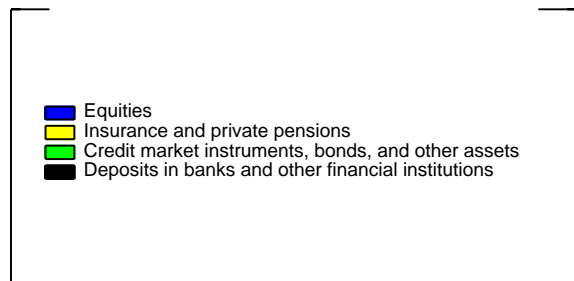 Equities
Insurance and private pensions
Credit market instruments, bonds, and other assets
Deposits in banks and other financial institutions